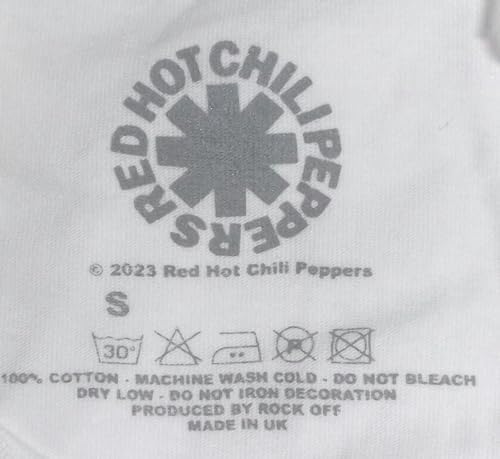 RED HOT CHILI PEPPERS
© 2023 Red Hot Chili Peppers
S
30°
100% COTTON - MACHINE WASH COLD - DO NOT BLEACH
DRY LOW - DO NOT IRON DECORATION
PRODUCED BY ROCK OFF
MADE IN UK